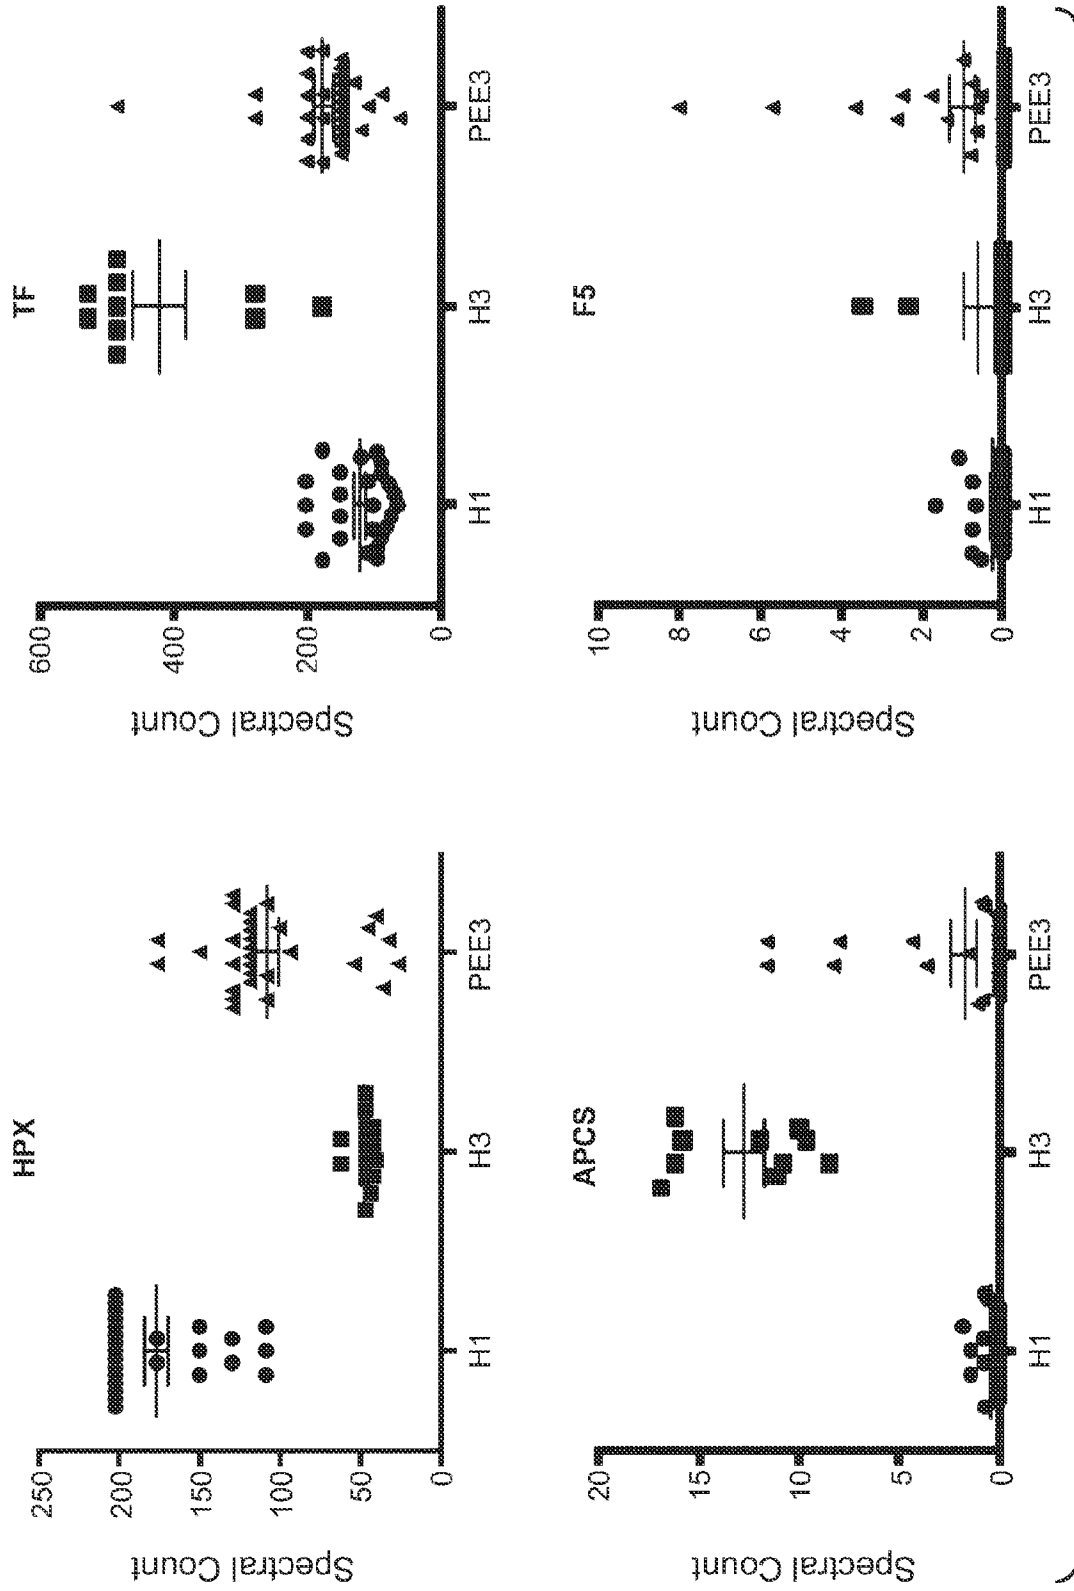 HPX
Spectral Count
250
200
150
100
50
0
H1
H3
PEE3
TF
Spectral Count
600
400
200
0
H1
H3
PEE3
APCS
Spectral Count
20
15
10
5
0
H1
H3
PEE3
F5
Spectral Count
10
8
6
4
2
0
H1
H3
PEE3